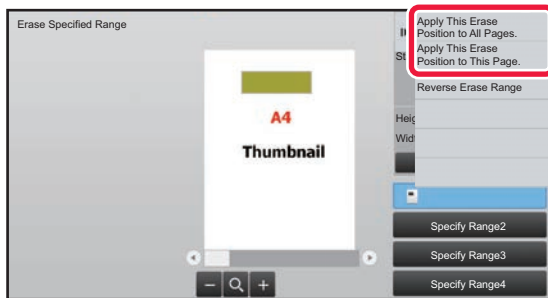 Erase Specified Range
Apply This Erase
Position to All Pages.
Apply This Erase
Position to This Page.
Reverse Erase Range
A4
Thumbnail
Specify Range2
Specify Range3
Specify Range4